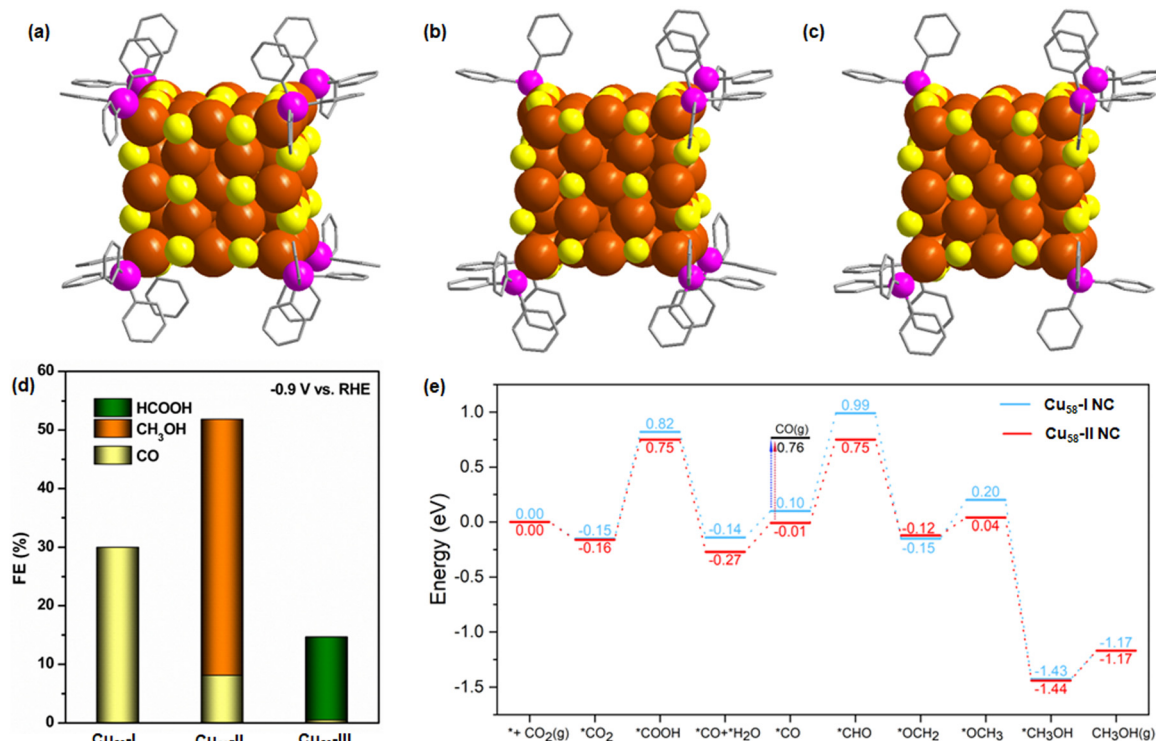 (a)
(b)
(c)
(d)
60
50
40
30
20
10
0
FE (%)
-0.9 V vs. RHE
HCOOH
CH₃OH
CO
(e)
1.0
0.5
0.0
-0.5
-1.0
-1.5
Energy (eV)
Cu₅₈-I NC
Cu₅₈-II NC
0.00
0.00
-0.15
-0.16
0.82
0.75
-0.14
-0.27
CO(g)
0.76
0.10
-0.01
0.99
0.75
-0.12
-0.15
0.20
0.04
-1.43
-1.44
-1.17
-1.17
*+ CO₂(g)
*CO₂
*COOH
*CO+*H₂O
*CO
*CHO
*OCH₂
*OCH₃
*CH₃OH
CH₃OH(g)